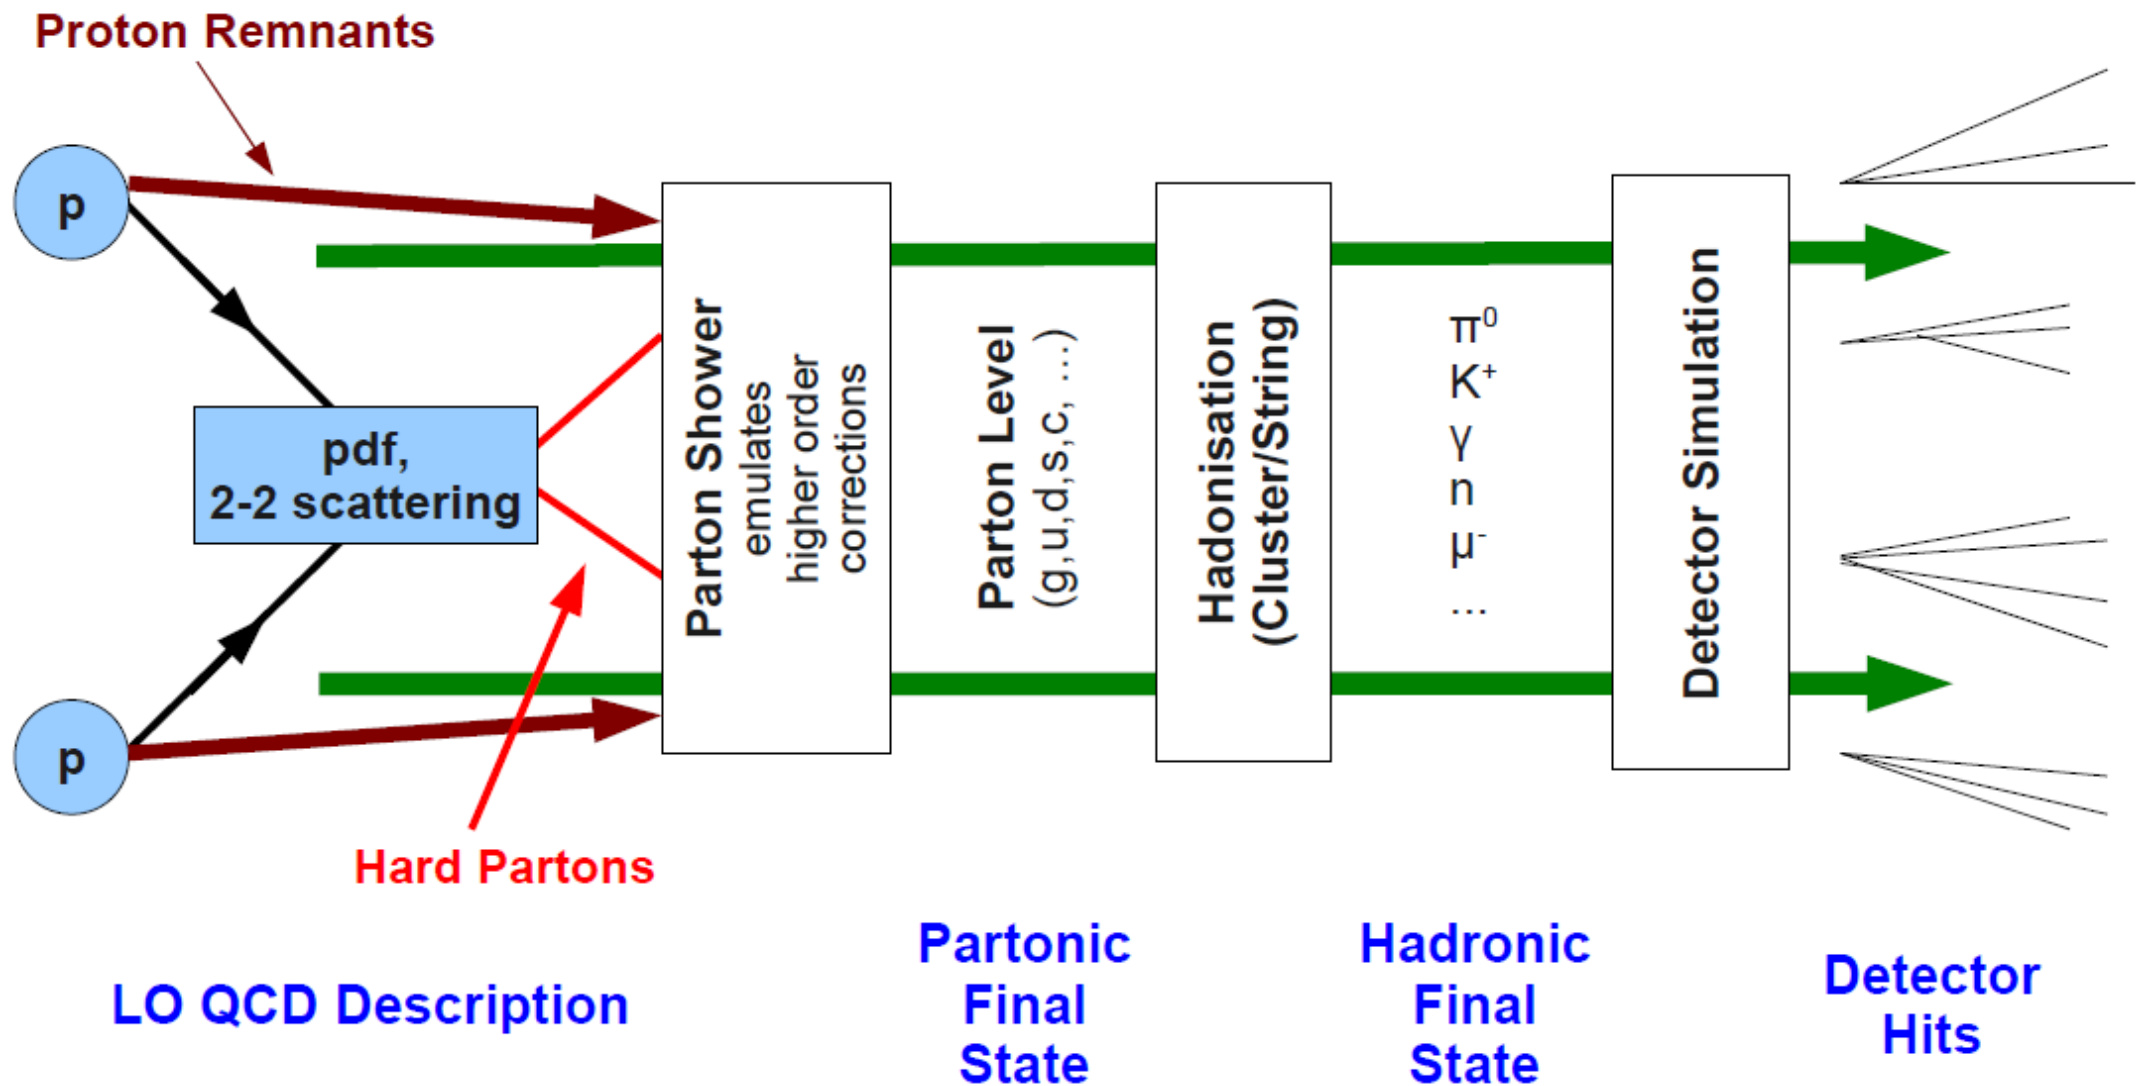 Proton Remnants
p
pdf,
2-2 scattering
p
Hard Partons
Parton Shower
emulates
higher order
corrections
Parton Level
(g,u,d,s,c, ...)
Hadonisation
(Cluster/String)
π⁰
K⁺
γ
n
μ⁻
...
Detector Simulation
LO QCD Description
Partonic
Final
State
Hadronic
Final
State
Detector
Hits